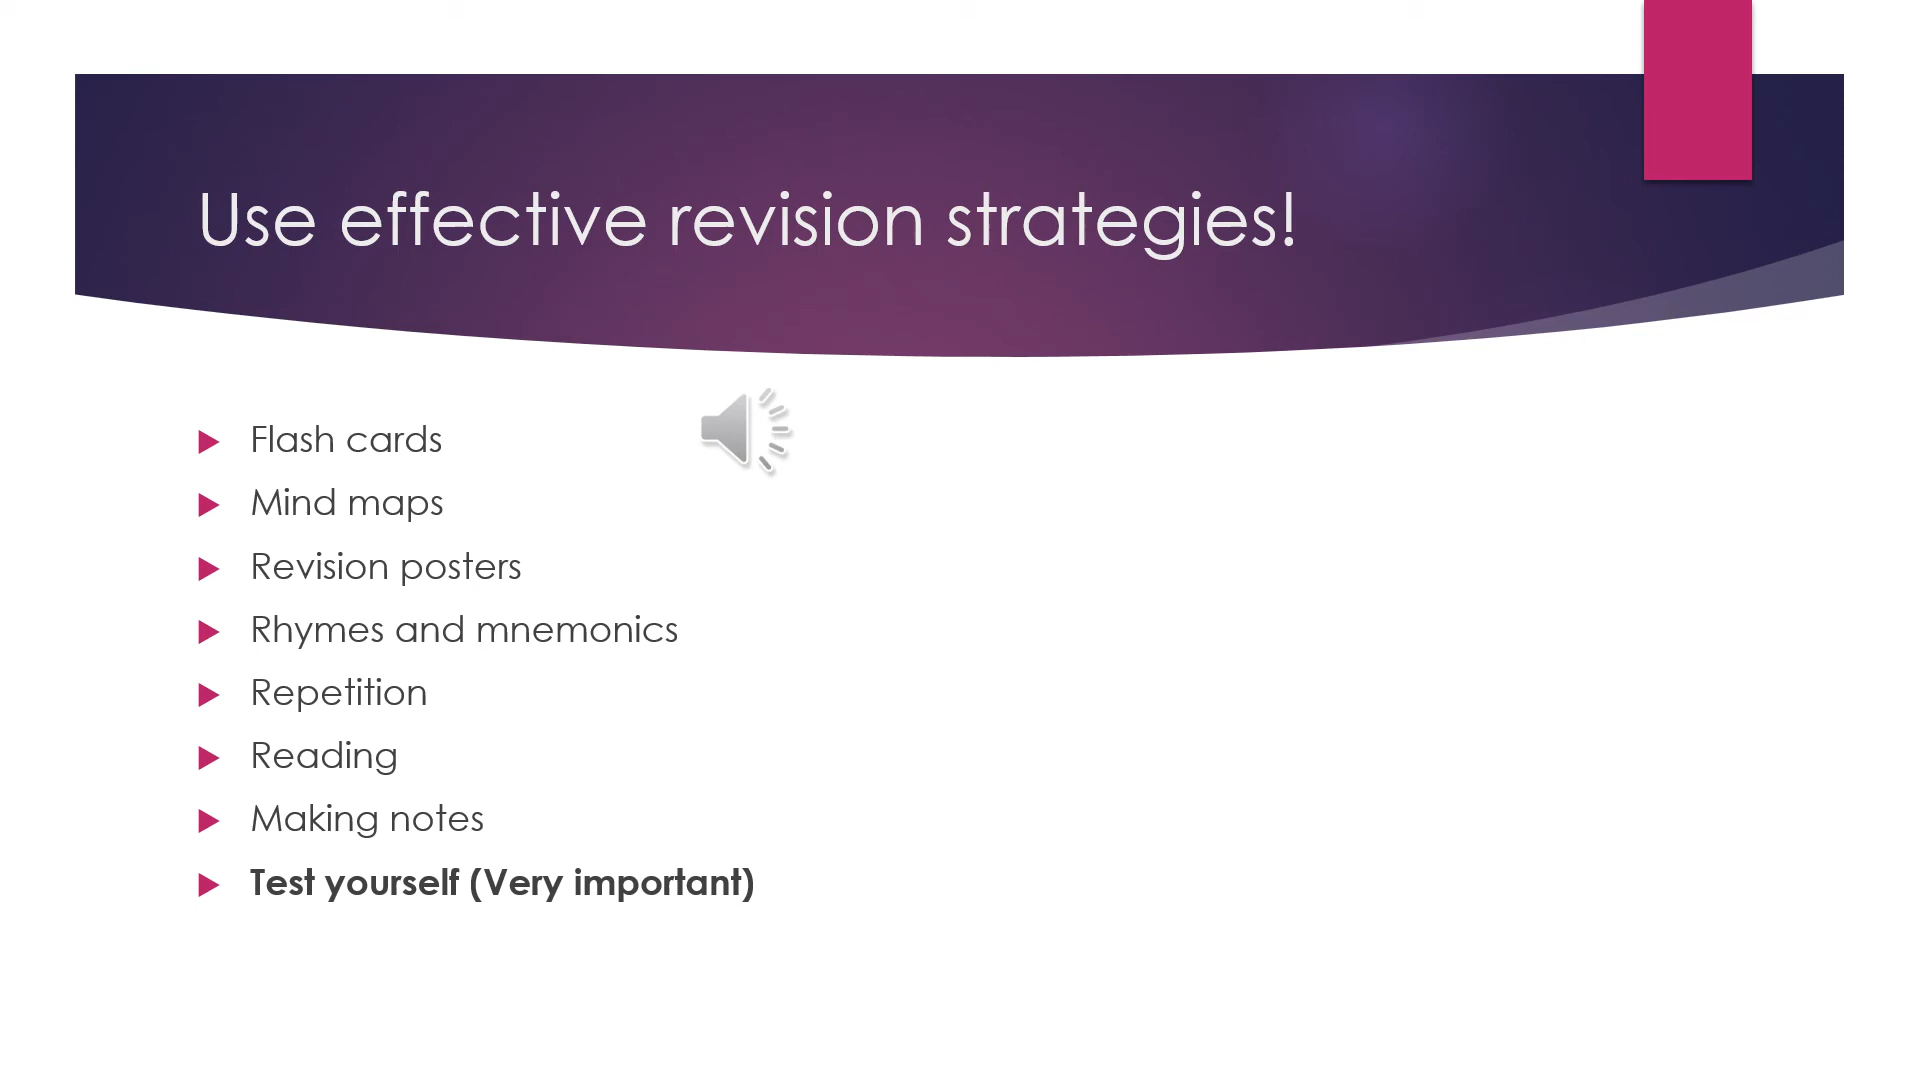 Use effective revision strategies!
Flash cards
Mind maps
Revision posters
Rhymes and mnemonics
Repetition
Reading
Making notes
Test yourself (Very important)